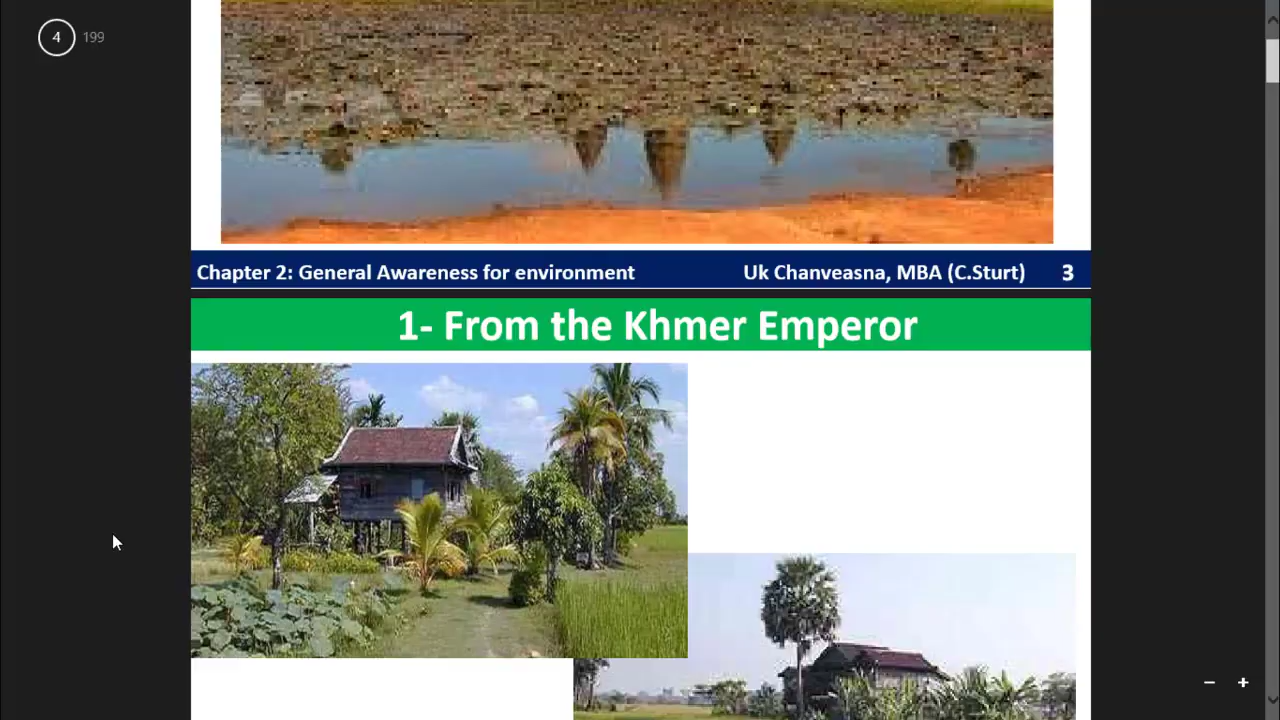 4 199
Chapter 2: General Awareness for environment Uk Chanveasna, MBA (C.Sturt) 3
1- From the Khmer Emperor